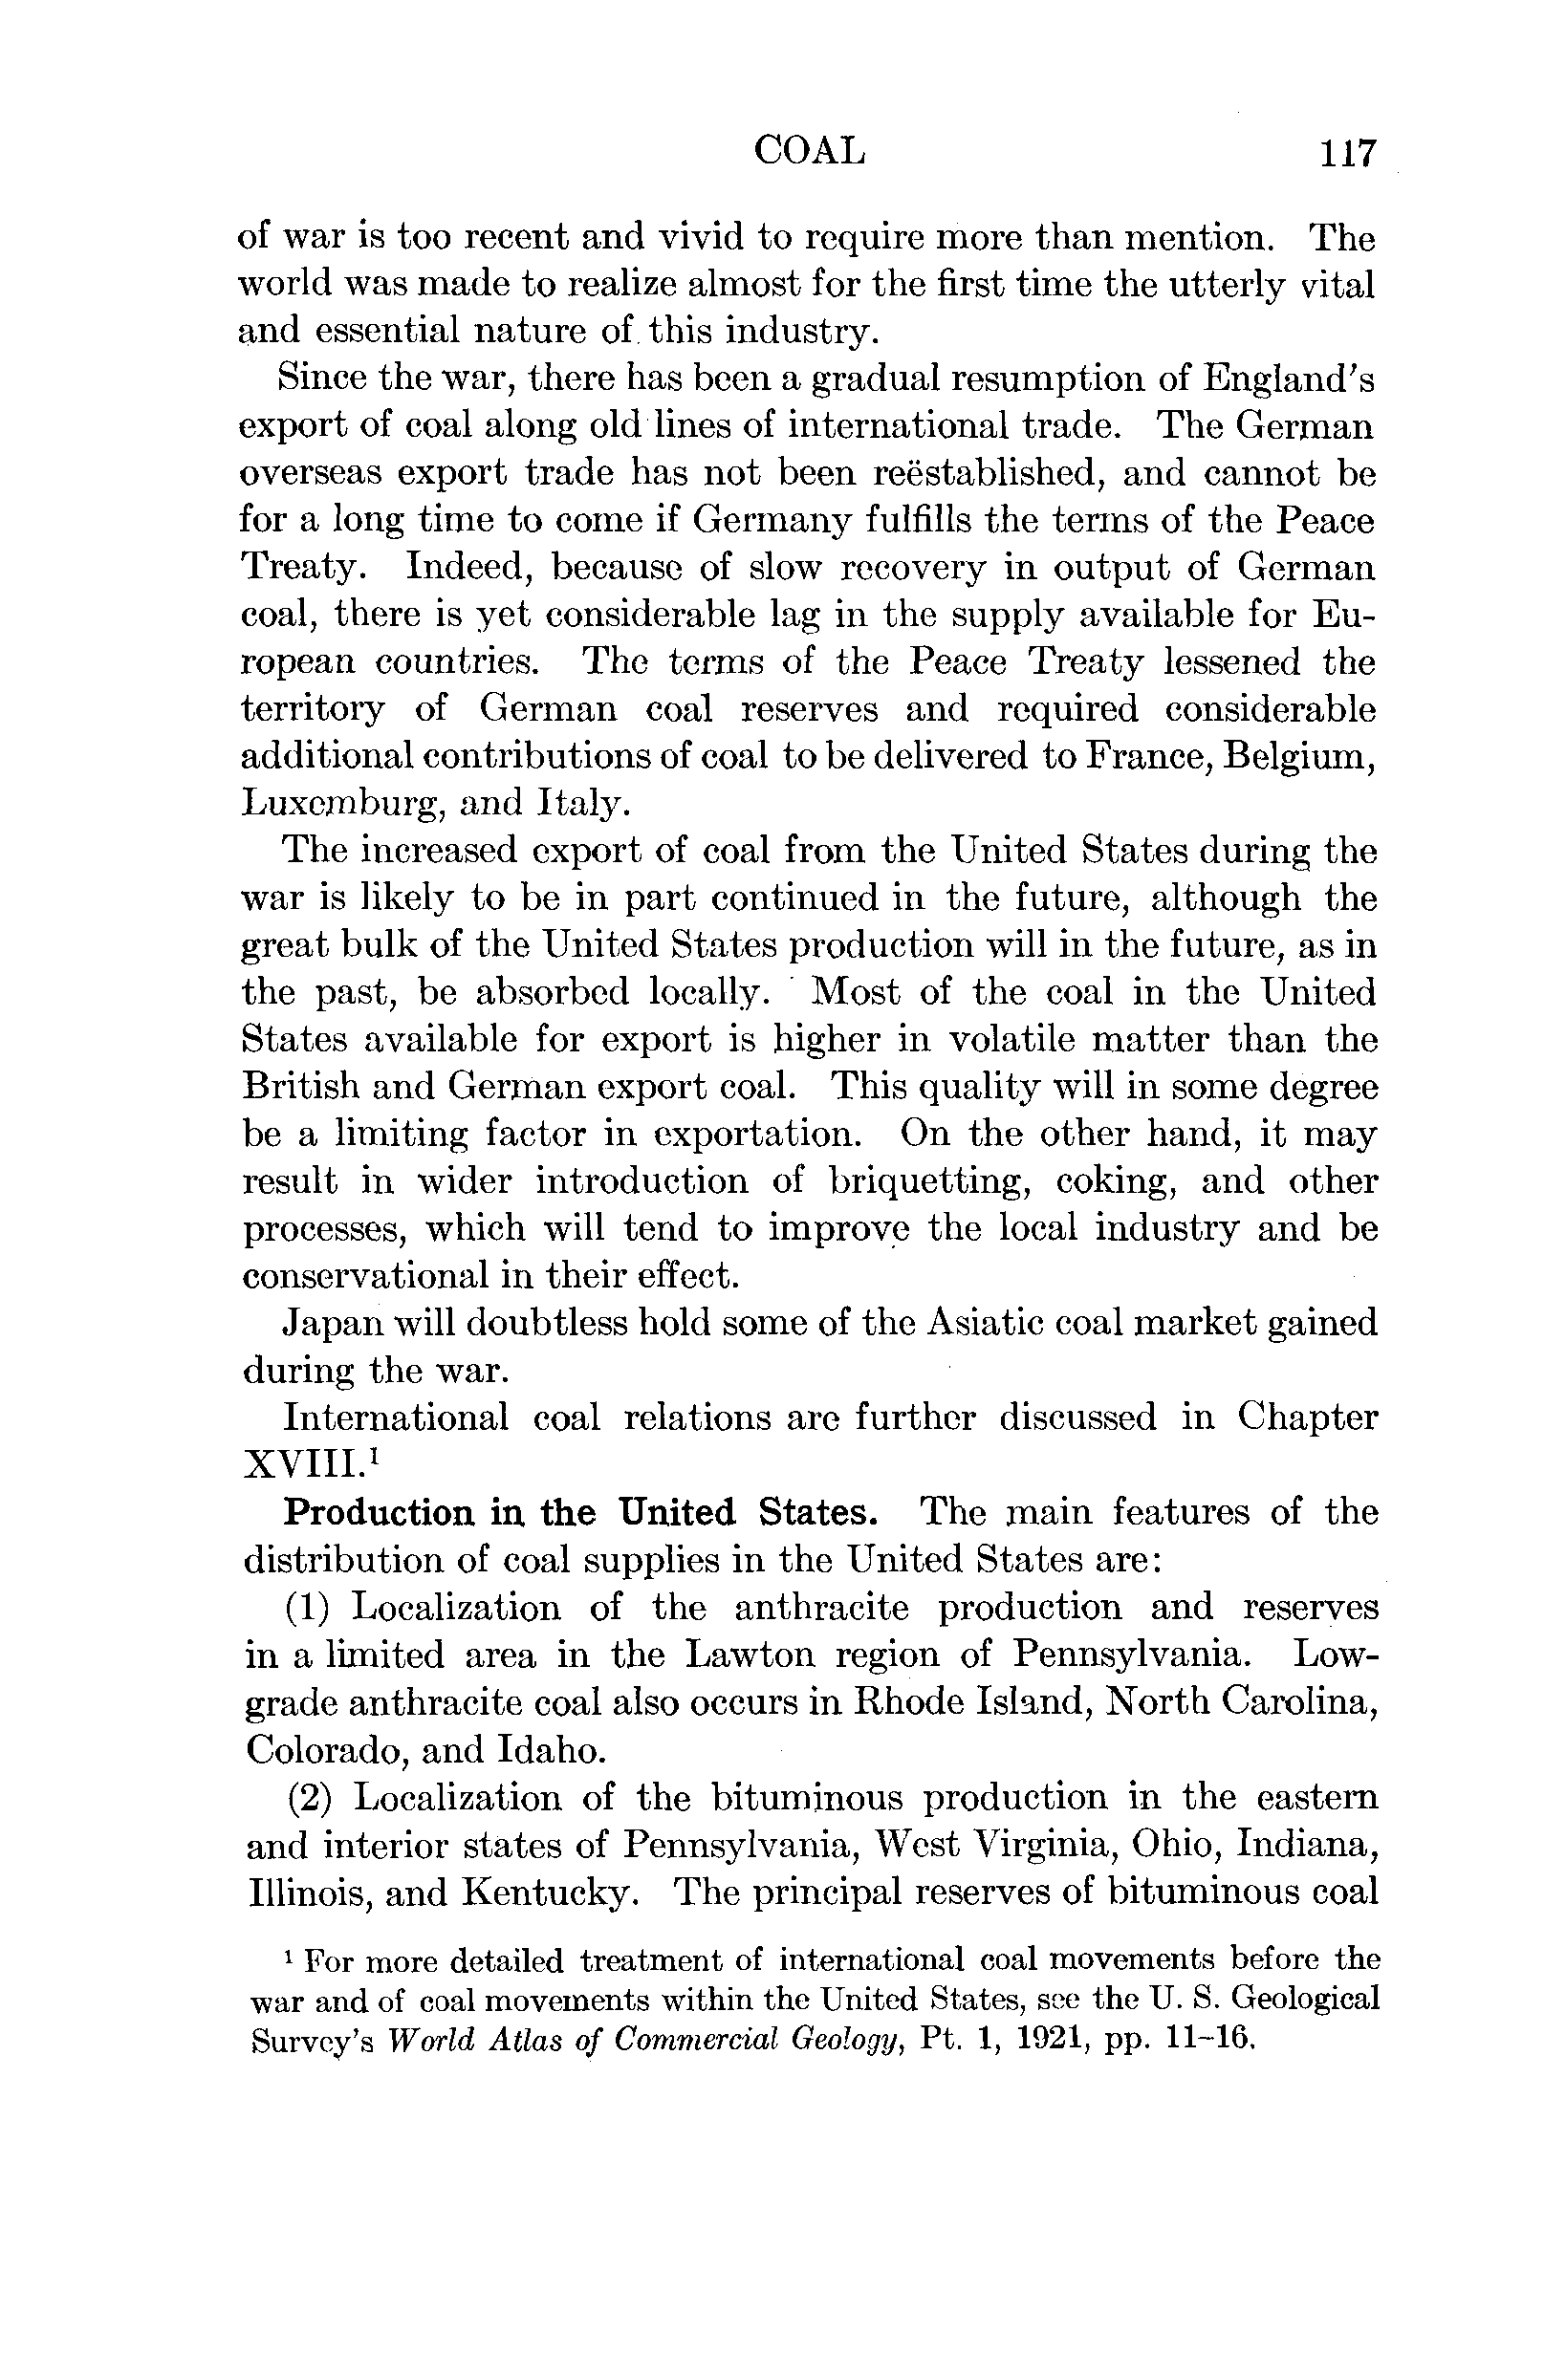 COAL 117
of war is too recent and vivid to require more than mention. The
world was made to realize almost for the first time the utterly vital
and essential nature of this industry.
Since the war, there has been a gradual resumption of England's
export of coal along old lines of international trade. The German
overseas export trade has not been reëstablished, and cannot be
for a long time to come if Germany fulfills the terms of the Peace
Treaty. Indeed, because of slow recovery in output of German
coal, there is yet considerable lag in the supply available for Eu-
ropean countries. The terms of the Peace Treaty lessened the
territory of German coal reserves and required considerable
additional contributions of coal to be delivered to France, Belgium,
Luxemburg, and Italy.
The increased export of coal from the United States during the
war is likely to be in part continued in the future, although the
great bulk of the United States production will in the future, as in
the past, be absorbed locally. Most of the coal in the United
States available for export is higher in volatile matter than the
British and German export coal. This quality will in some degree
be a limiting factor in exportation. On the other hand, it may
result in wider introduction of briquetting, coking, and other
processes, which will tend to improve the local industry and be
conservational in their effect.
Japan will doubtless hold some of the Asiatic coal market gained
during the war.
International coal relations are further discussed in Chapter
XVIII.¹
Production in the United States. The main features of the
distribution of coal supplies in the United States are:
(1) Localization of the anthracite production and reserves
in a limited area in the Lawton region of Pennsylvania. Low-
grade anthracite coal also occurs in Rhode Island, North Carolina,
Colorado, and Idaho.
(2) Localization of the bituminous production in the eastern
and interior states of Pennsylvania, West Virginia, Ohio, Indiana,
Illinois, and Kentucky. The principal reserves of bituminous coal
¹ For more detailed treatment of international coal movements before the
war and of coal movements within the United States, see the U. S. Geological
Survey's World Atlas of Commercial Geology, Pt. 1, 1921, pp. 11–16.